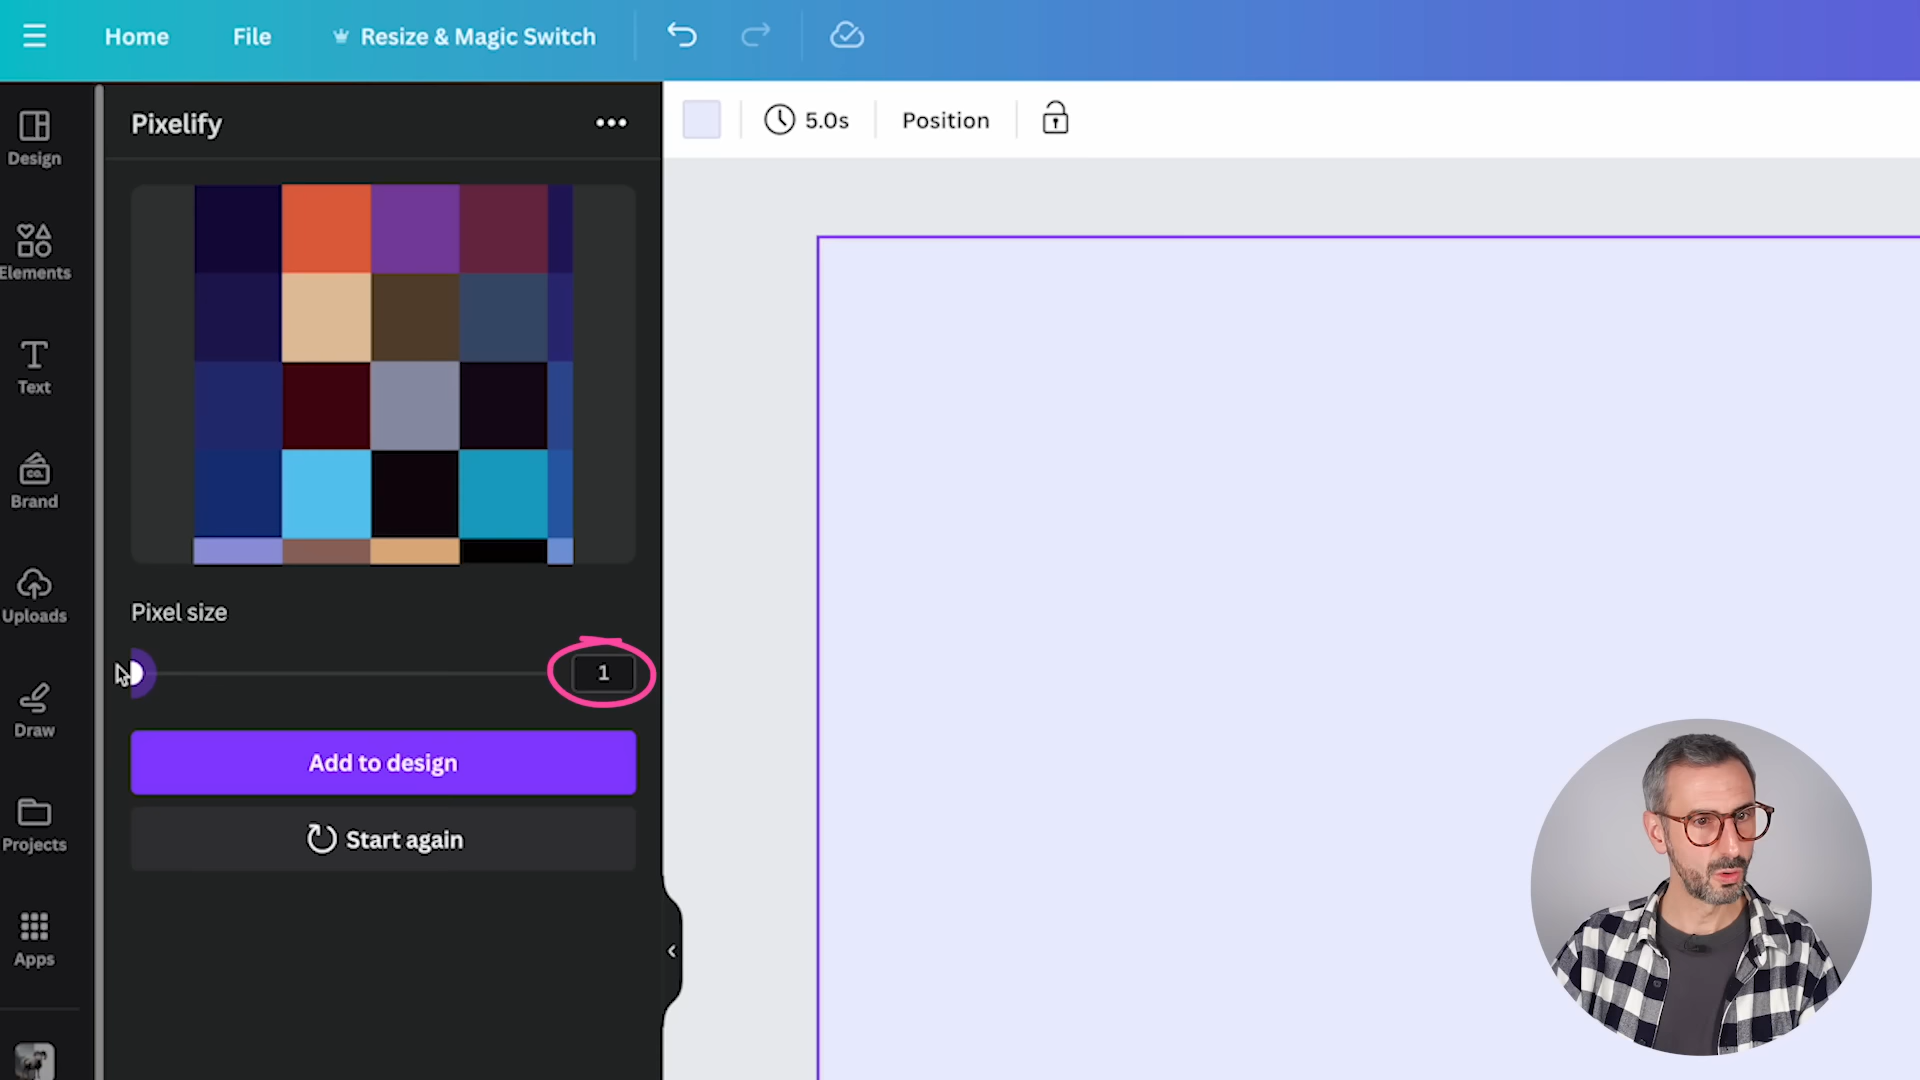 Home
File
Resize & Magic Switch
Design
Elements
Text
Brand
CO.
Uploads
Draw
Projects
Apps
Pixelify
Pixel size
1
Add to design
Start again
5.0s
Position